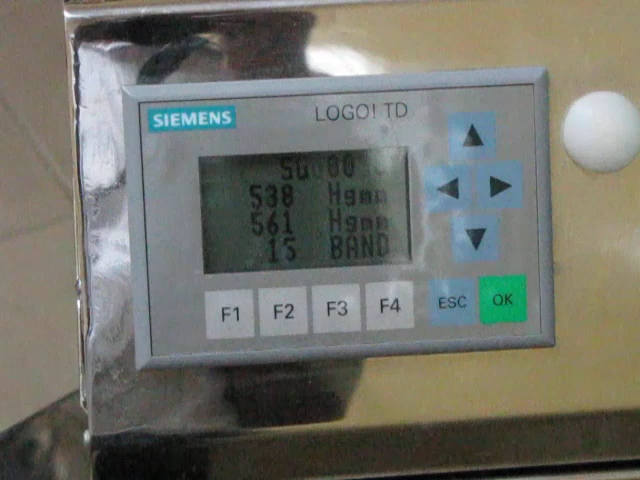 SIEMENS
LOGO! TD
538 Hgmm
561 Hgmm
15 BAND
F1 F2 F3 F4 ESC OK